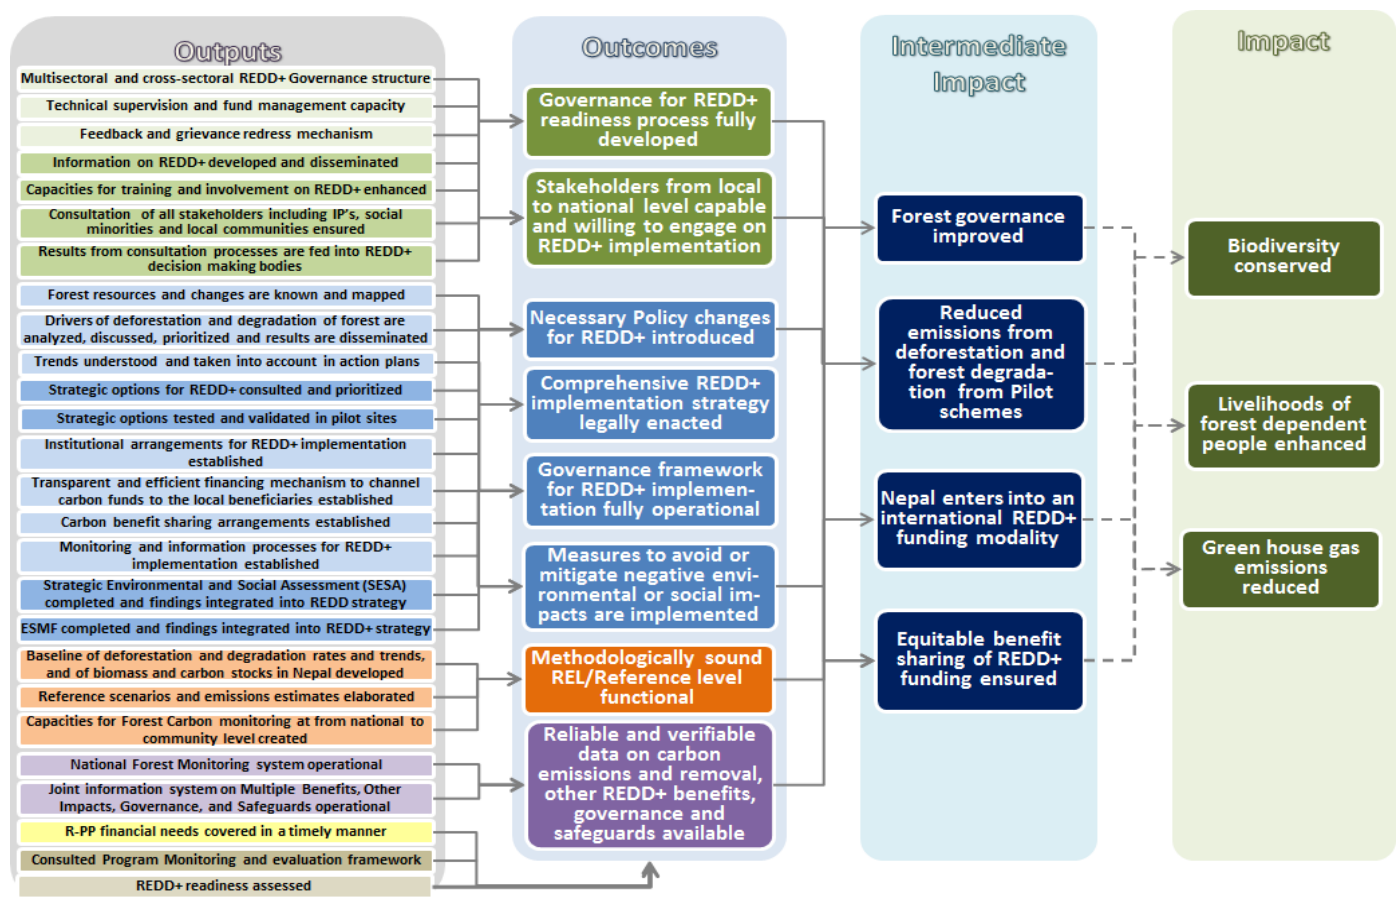 Outputs
Multisectoral and cross-sectoral REDD+ Governance structure
Technical supervision and fund management capacity
Feedback and grievance redress mechanism
Information on REDD+ developed and disseminated
Capacities for training and involvement on REDD+ enhanced
Consultation of all stakeholders including IP's, social
minorities and local communities ensured
Results from consultation processes are fed into REDD+
decision making bodies
Forest resources and changes are known and mapped
Drivers of deforestation and degradation of forest are
analyzed, discussed, prioritized and results are disseminated
Trends understood and taken into account in action plans
Strategic options for REDD+ consulted and prioritized
Strategic options tested and validated in pilot sites
Institutional arrangements for REDD+ implementation
established
Transparent and efficient financing mechanism to channel
carbon funds to the local beneficiaries established
Carbon benefit sharing arrangements established
Monitoring and information processes for REDD+
implementation established
Strategic Environmental and Social Assessment (SESA)
completed and findings integrated into REDD strategy
ESMF completed and findings integrated into REDD+ strategy
Baseline of deforestation and degradation rates and trends,
and of biomass and carbon stocks in Nepal developed
Reference scenarios and emissions estimates elaborated
Capacities for Forest Carbon monitoring at from national to
community level created
National Forest Monitoring system operational
Joint information system on Multiple Benefits, Other
Impacts, Governance, and Safeguards operational
R-PP financial needs covered in a timely manner
Consulted Program Monitoring and evaluation framework
REDD+ readiness assessed
Outcomes
Governance for REDD+
readiness process fully
developed
Stakeholders from local
to national level capable
and willing to engage on
REDD+ implementation
Necessary Policy changes
for REDD+ introduced
Comprehensive REDD+
implementation strategy
legally enacted
Governance framework
for REDD+ implemen-
tation fully operational
Measures to avoid or
mitigate negative envi-
ronmental or social im-
pacts are implemented
Methodologically sound
REL/Reference level
functional
Reliable and verifiable
data on carbon
emissions and removal,
other REDD+ benefits,
governance and
safeguards available
Intermediate
Impact
Forest governance
improved
Reduced
emissions from
deforestation and
forest degrada-
tion from Pilot
schemes
Nepal enters into an
international REDD+
funding modality
Equitable benefit
sharing of REDD+
funding ensured
Impact
Biodiversity
conserved
Livelihoods of
forest dependent
people enhanced
Green house gas
emissions
reduced